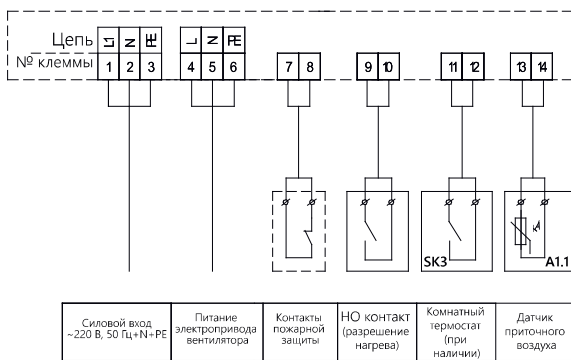 Цепь L1 N PE L N PE
№ клеммы 1 2 3 4 5 6 7 8 9 10 11 12 13 14
SK3 A1.1
Силовой вход
~220 В, 50 Гц+N+PE
Питание
электропривода
вентилятора
Контакты
пожарной
защиты
НО контакт
(разрешение
нагрева)
Комнатный
термостат
(при
наличии)
Датчик
приточного
воздуха